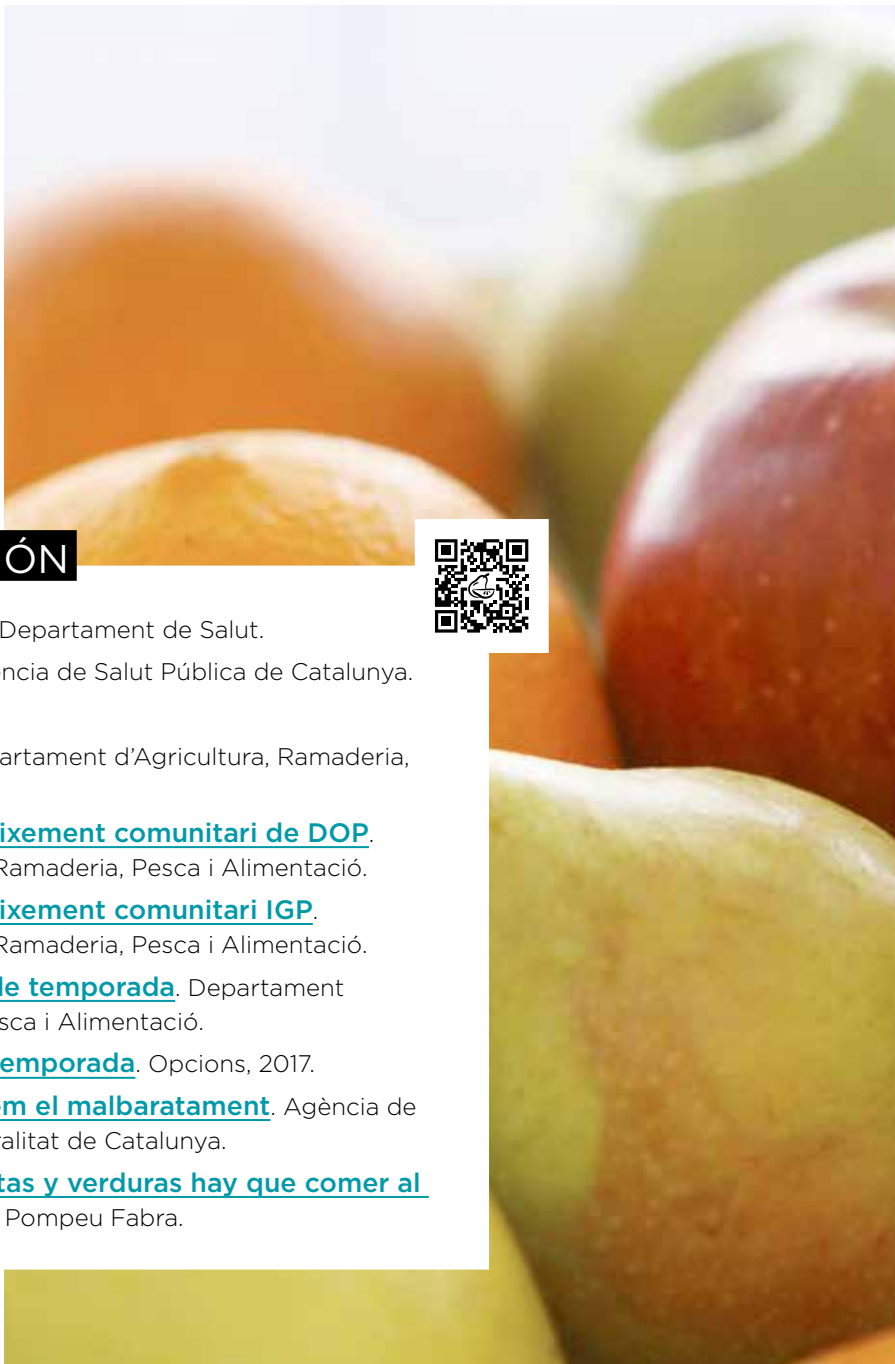 ÓN
Departament de Salut.
ncia de Salut Pública de Catalunya.
artament d’Agricultura, Ramaderia,
ixement comunitari de DOP.
Ramaderia, Pesca i Alimentació.
ixement comunitari IGP.
Ramaderia, Pesca i Alimentació.
de temporada. Departament
sca i Alimentació.
temporada. Opcions, 2017.
m el malbaratament. Agència de
alitat de Catalunya.
tas y verduras hay que comer al
Pompeu Fabra.